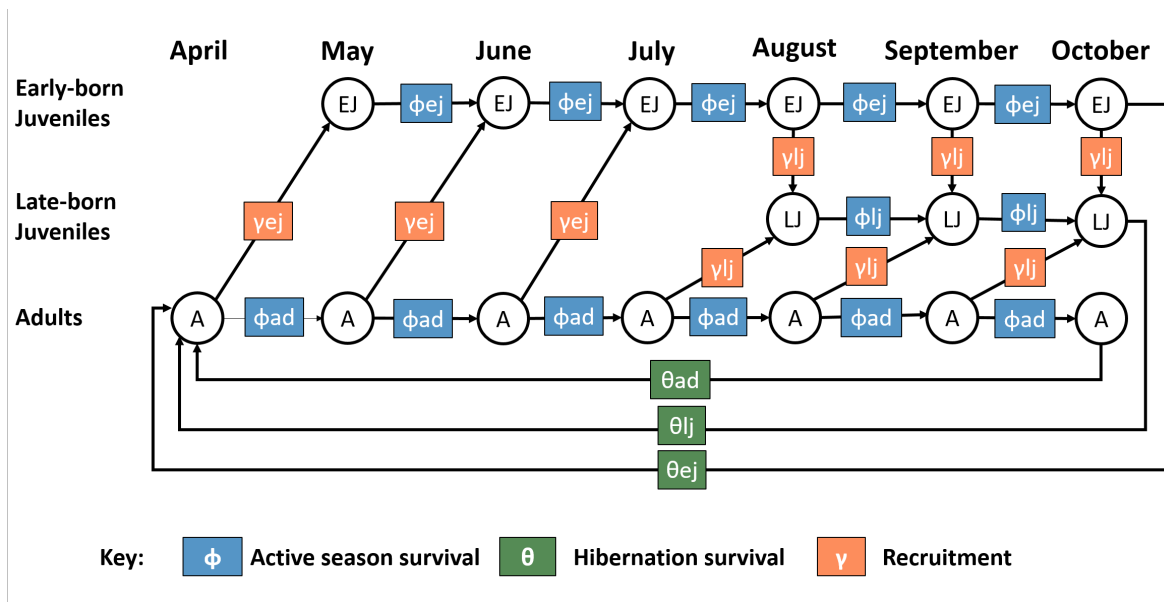 April May June July August September October
Early-born
Juveniles
EJ ϕej EJ ϕej EJ ϕej EJ ϕej EJ ϕej EJ
γlj γlj γlj
Late-born
Juveniles
γej γej γej LJ ϕlj LJ ϕlj LJ
γlj γlj γlj
Adults
A ϕad A ϕad A ϕad A ϕad A ϕad A ϕad A
θad
θlj
θej
Key: ϕ Active season survival θ Hibernation survival γ Recruitment